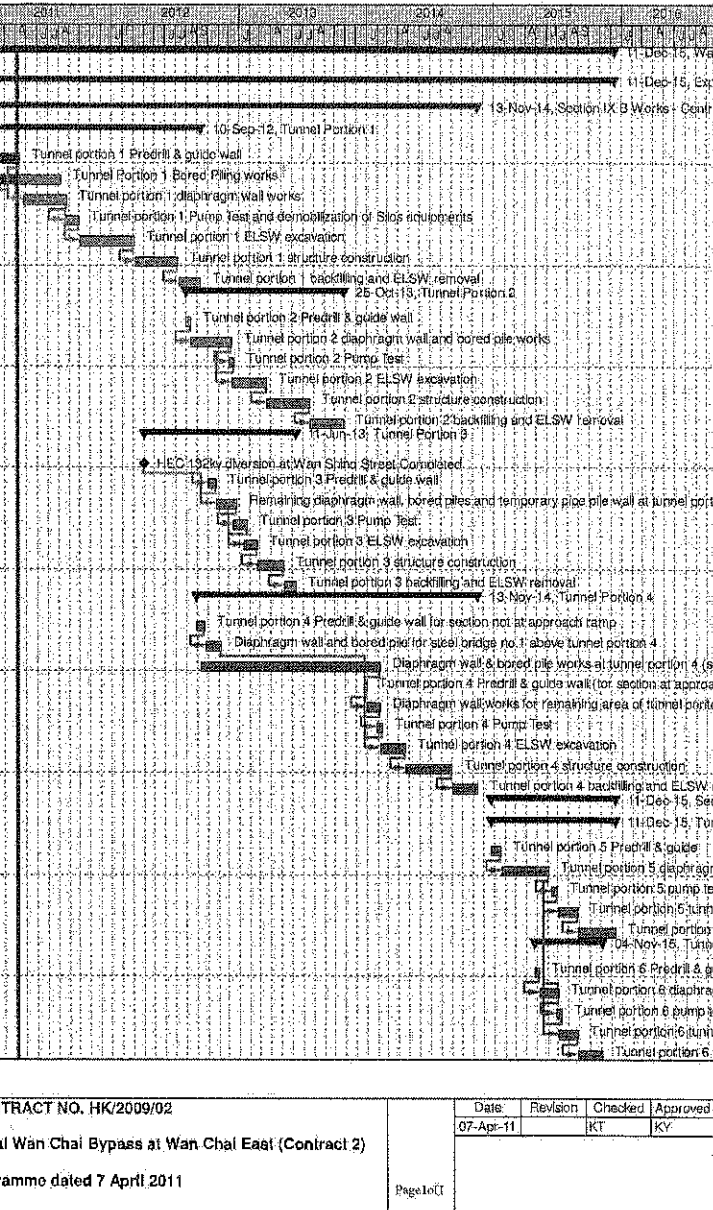 2011 2012 2013 2014 2015 2016
11-Dec-15, Wa
11-Dec-15, Exp
13-Nov-14, Section IX B Works - Centr
10-Sep-12, Tunnel Portion 1
Tunnel portion 1 Predrill & guide wall
Tunnel Portion 1 Bored Piling works
Tunnel portion 1 diaphragm wall works
Tunnel portion 1 Pump Test and demobilization of Silos equipments
Tunnel portion 1 ELSW excavation
Tunnel portion 1 structure construction
Tunnel portion 1 backfilling and ELSW removal
25-Oct-13, Tunnel Portion 2
Tunnel portion 2 Predrill & guide wall
Tunnel portion 2 diaphragm wall and bored pile works
Tunnel portion 2 Pump Test
Tunnel portion 2 ELSW excavation
Tunnel portion 2 structure construction
Tunnel portion 2 backfilling and ELSW removal
11-Jun-13, Tunnel Portion 3
HEC 132kv diversion at Wan Shing Street Completed
Tunnel portion 3 Predrill & guide wall
Remaining diaphragm wall, bored piles and temporary pipe pile wall at tunnel port
Tunnel portion 3 Pump Test
Tunnel portion 3 ELSW excavation
Tunnel portion 3 structure construction
Tunnel portion 3 backfilling and ELSW removal
13-Nov-14, Tunnel Portion 4
Tunnel portion 4 Predrill & guide wall for section not at approach ramp
Diaphragm wall and bored pile for steel bridge no.1 above tunnel portion 4
Diaphragm wall & bored pile works at tunnel portion 4 (s
Tunnel portion 4 Predrill & guide wall (for section at approa
Diaphragm wall works for remaining area of tunnel porti
Tunnel portion 4 Pump Test
Tunnel portion 4 ELSW excavation
Tunnel portion 4 structure construction
Tunnel portion 4 backfilling and ELSW
11-Dec-15, Sec
11-Dec-15, Tun
Tunnel portion 5 Predrill & guide
Tunnel portion 5 diaphragm
Tunnel portion 5 pump te
Tunnel portion 5 tunn
Tunnel portion
04-Nov-15, Tunn
Tunnel portion 6 Predrill & g
Tunnel portion 6 diaphra
Tunnel portion 6 pump t
Tunnel portion 6 tunn
Tunnel portion 6
TRACT NO. HK/2009/02
al Wan Chai Bypass at Wan Chai East (Contract 2)
ramme dated 7 April 2011
Page1of1
Date Revision Checked Approved
07-Apr-11 KT KY